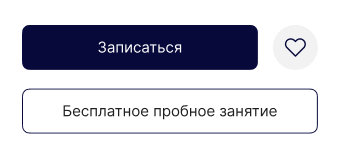 Записаться
Бесплатное пробное занятие